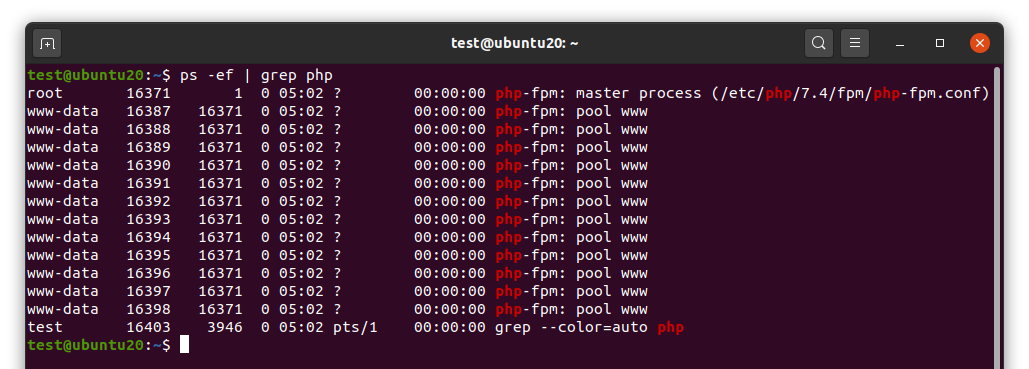 test@ubuntu20: ~
test@ubuntu20:~$ ps -ef | grep php
root       16371       1  0 05:02 ?        00:00:00 php-fpm: master process (/etc/php/7.4/fpm/php-fpm.conf)
www-data   16387   16371  0 05:02 ?        00:00:00 php-fpm: pool www
www-data   16388   16371  0 05:02 ?        00:00:00 php-fpm: pool www
www-data   16389   16371  0 05:02 ?        00:00:00 php-fpm: pool www
www-data   16390   16371  0 05:02 ?        00:00:00 php-fpm: pool www
www-data   16391   16371  0 05:02 ?        00:00:00 php-fpm: pool www
www-data   16392   16371  0 05:02 ?        00:00:00 php-fpm: pool www
www-data   16393   16371  0 05:02 ?        00:00:00 php-fpm: pool www
www-data   16394   16371  0 05:02 ?        00:00:00 php-fpm: pool www
www-data   16395   16371  0 05:02 ?        00:00:00 php-fpm: pool www
www-data   16396   16371  0 05:02 ?        00:00:00 php-fpm: pool www
www-data   16397   16371  0 05:02 ?        00:00:00 php-fpm: pool www
www-data   16398   16371  0 05:02 ?        00:00:00 php-fpm: pool www
test       16403    3946  0 05:02 pts/1    00:00:00 grep --color=auto php
test@ubuntu20:~$